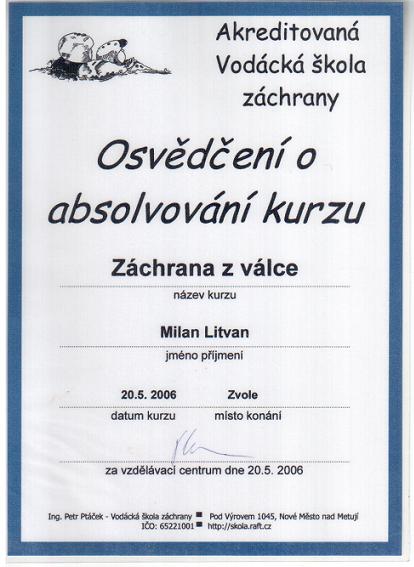 Akreditovaná
Vodácká škola
záchrany
Osvědčení o
absolvování kurzu
Záchrana z válce
název kurzu
Milan Litvan
jméno příjmení
20.5. 2006 Zvole
datum kurzu místo konání
za vzdělávací centrum dne 20.5. 2006
Ing. Petr Ptáček - Vodácká škola záchrany ■ Pod Výrovem 1045, Nové Město nad Metují
IČO: 65221001 ■ http://skola.raft.cz